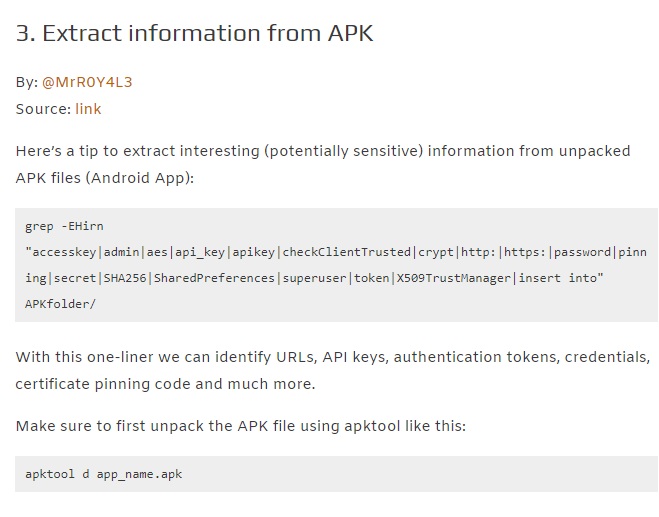 3. Extract information from APK
By: @MrR0Y4L3
Source: link
Here's a tip to extract interesting (potentially sensitive) information from unpacked
APK files (Android App):
grep -EHirn
"accesskey|admin|aes|api_key|apikey|checkClientTrusted|crypt|http:|https:|password|pinn
ing|secret|SHA256|SharedPreferences|superuser|token|X509TrustManager|insert into"
APKfolder/
With this one-liner we can identify URLs, API keys, authentication tokens, credentials,
certificate pinning code and much more.
Make sure to first unpack the APK file using apktool like this:
apktool d app_name.apk